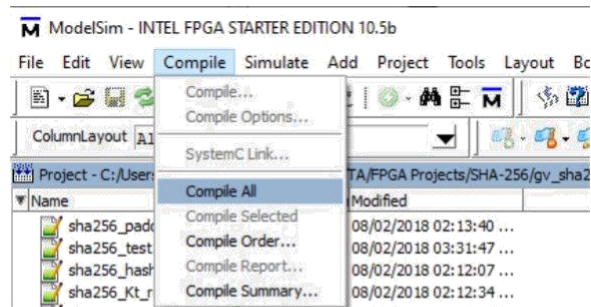 ModelSim - INTEL FPGA STARTER EDITION 10.5b
File Edit View Compile Simulate Add Project Tools Layout Bo
Compile...
Compile Options...
ColumnLayout Al
SystemC Link...
Project - C:/Users TA/FPGA Projects/SHA-256/gv_sha2
Compile All
Name Modified
Compile Selected
sha256_padd 08/02/2018 02:13:40 ...
Compile Order...
sha256_test 08/02/2018 03:31:47 ...
Compile Report...
sha256_hash 08/02/2018 02:12:07 ...
Compile Summary...
sha256_Kt_r 08/02/2018 02:12:34 ...